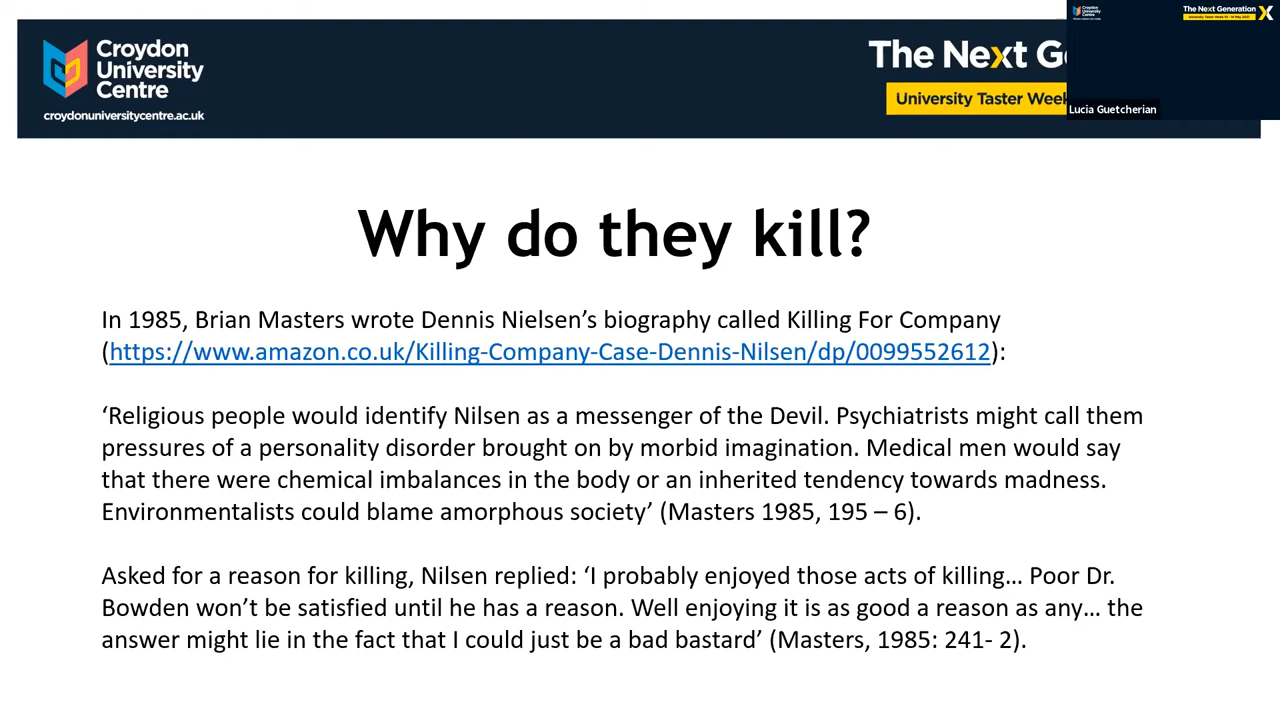 Croydon
University
Centre
croydonuniversitycentre.ac.uk
The Next Ge
University Taster Week
Croydon
University
Centre
The Next Generation
X
Lucia Guetcherian
Why do they kill?
In 1985, Brian Masters wrote Dennis Nielsen’s biography called Killing For Company
(https://www.amazon.co.uk/Killing-Company-Case-Dennis-Nilsen/dp/0099552612):
‘Religious people would identify Nilsen as a messenger of the Devil. Psychiatrists might call them
pressures of a personality disorder brought on by morbid imagination. Medical men would say
that there were chemical imbalances in the body or an inherited tendency towards madness.
Environmentalists could blame amorphous society’ (Masters 1985, 195 – 6).
Asked for a reason for killing, Nilsen replied: ‘I probably enjoyed those acts of killing… Poor Dr.
Bowden won’t be satisfied until he has a reason. Well enjoying it is as good a reason as any… the
answer might lie in the fact that I could just be a bad bastard’ (Masters, 1985: 241- 2).